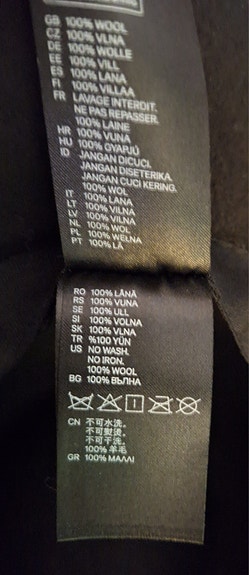 GB 100% WOOL
CZ 100% VLNA
DE 100% WOLLE
EE 100% VILL
ES 100% LANA
FI 100% VILLAA
FR LAVAGE INTERDIT.
NE PAS REPASSER.
100% LAINE
HR 100% VUNA
HU 100% GYAPJÚ
ID JANGAN DICUCI.
JANGAN DISETERIKA.
JANGAN CUCI KERING.
100% WOL
IT 100% LANA
LT 100% VILNA
LV 100% VILNA
NL 100% WOL
PL 100% WEŁNA
PT 100% LÃ
RO 100% LÂNĂ
RS 100% VUNA
SE 100% ULL
SI 100% VOLNA
SK 100% VLNA
TR %100 YÜN
US NO WASH.
NO IRON.
100% WOOL
BG 100% ВЪЛНА
CN 不可水洗。
不可熨烫。
不可干洗。
100% 羊毛
GR 100% ΜΑΛΛΙ